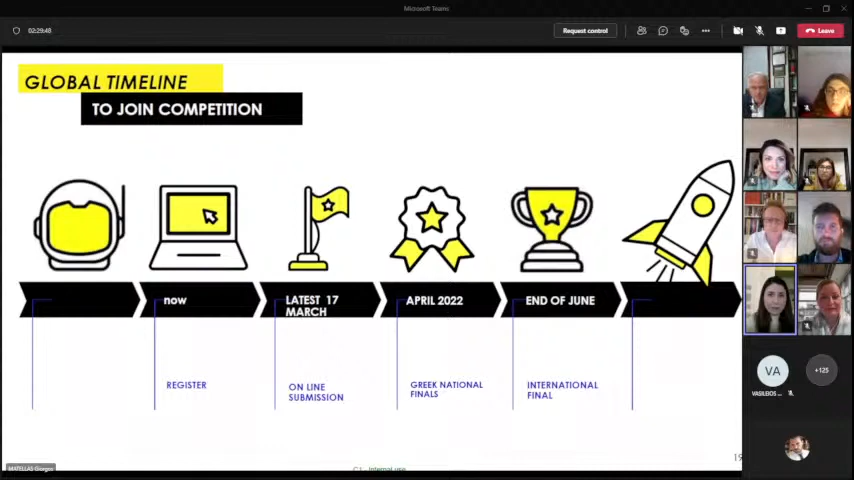 Microsoft Teams
02:29:48
Request control
Leave
GLOBAL TIMELINE
TO JOIN COMPETITION
now
LATEST 17
MARCH
APRIL 2022
END OF JUNE
REGISTER
ON LINE
SUBMISSION
GREEK NATIONAL
FINALS
INTERNATIONAL
FINAL
VA
+125
VASILEIOS ...
19
C1 - Internal use